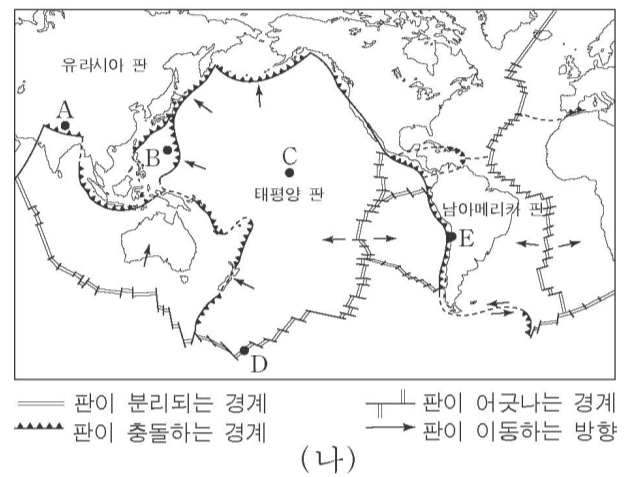 유라시아 판
A
B
C
태평양 판
남아메리카 판
E
D
판이 분리되는 경계
판이 어긋나는 경계
판이 충돌하는 경계
판이 이동하는 방향
(나)